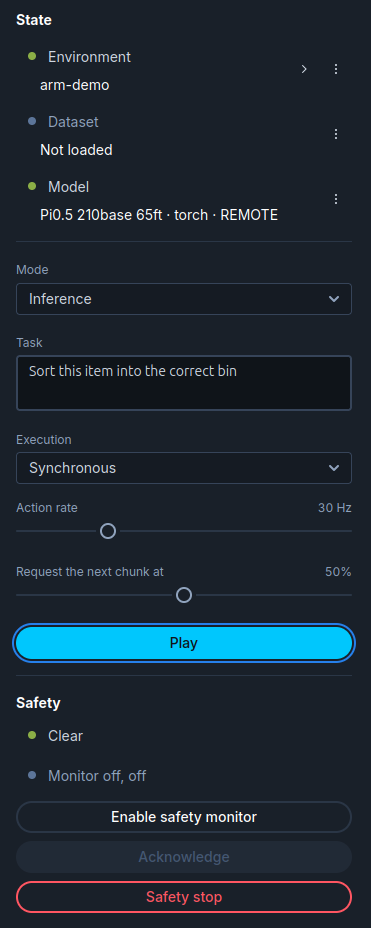 State
Environment
arm-demo
Dataset
Not loaded
Model
Pi0.5 210base 65ft · torch · REMOTE
Mode
Inference
Task
Sort this item into the correct bin
Execution
Synchronous
Action rate 30 Hz
Request the next chunk at 50%
Play
Safety
Clear
Monitor off, off
Enable safety monitor
Acknowledge
Safety stop